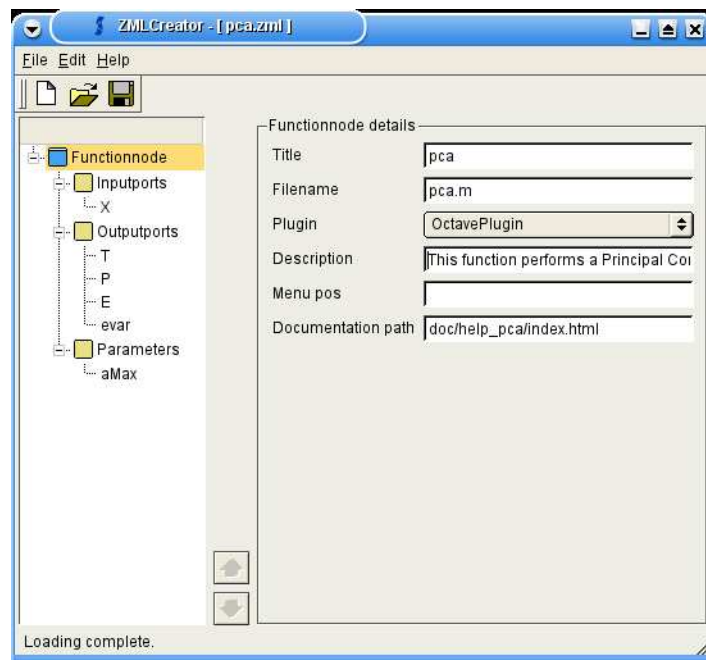 ZMLCreator - [ pca.zml ]
File Edit Help
Functionnode
Inputports
X
Outputports
T
P
E
evar
Parameters
aMax
Functionnode details
Title pca
Filename pca.m
Plugin OctavePlugin
Description This function performs a Principal
Menu pos
Documentation path doc/help_pca/index.html
Loading complete.